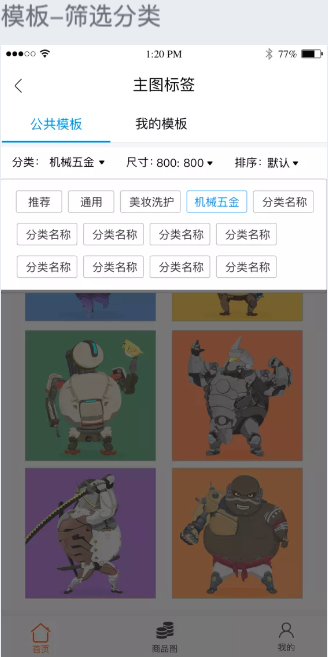 模板-筛选分类
1:20 PM
77%
主图标签
公共模板 我的模板
分类： 机械五金 尺寸：800: 800 排序：默认
推荐 通用 美妆洗护 机械五金 分类名称
分类名称 分类名称 分类名称 分类名称
分类名称 分类名称 分类名称 分类名称
首页 商品图 我的